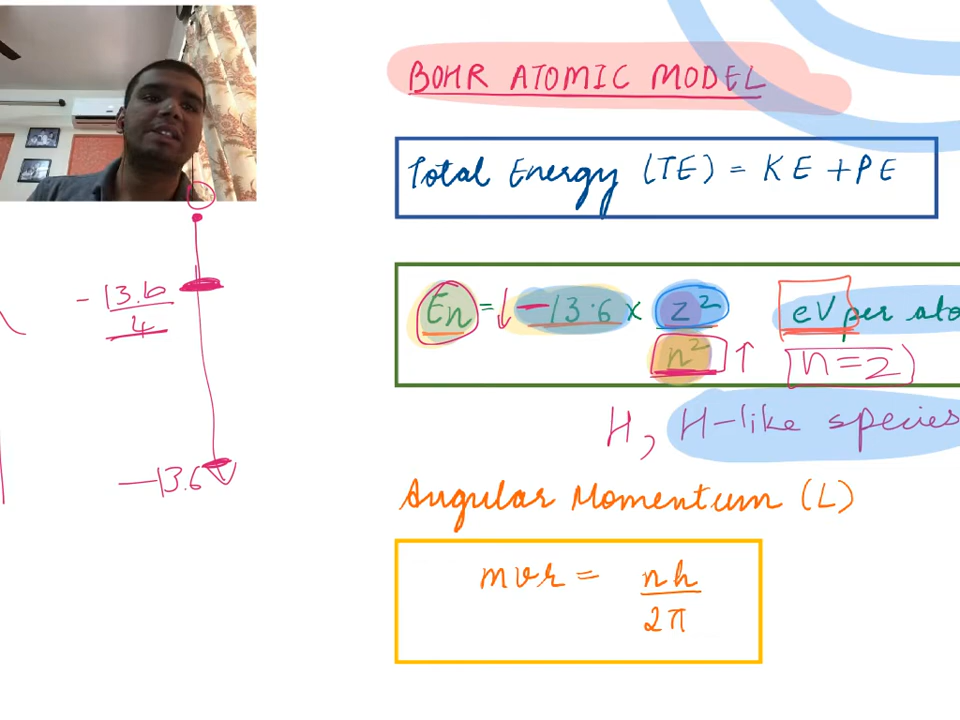 BOHR ATOMIC MODEL
Total Energy (TE) = KE + PE
En = ↓ -13.6 x z²/n² ↑ eV per ato
(n=2)
H, H-like species
Angular Momentum (L)
mvr = nh/2π
-13.6/4
-13.6